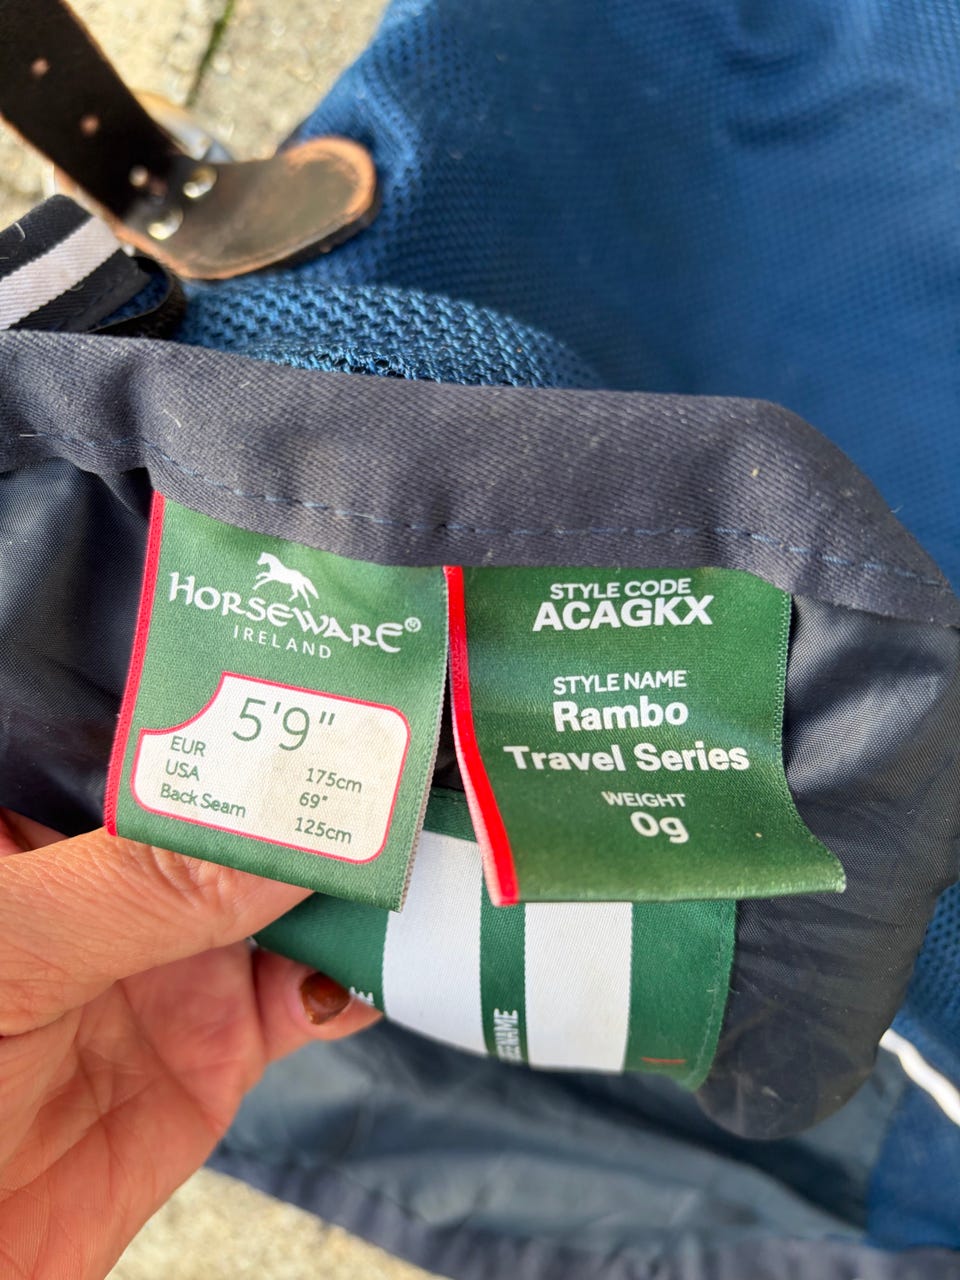 HORSEWARE®
IRELAND
5'9"
EUR 175cm
USA 69"
Back Seam 125cm
STYLE CODE
ACAGKX
STYLE NAME
Rambo
Travel Series
WEIGHT
0g